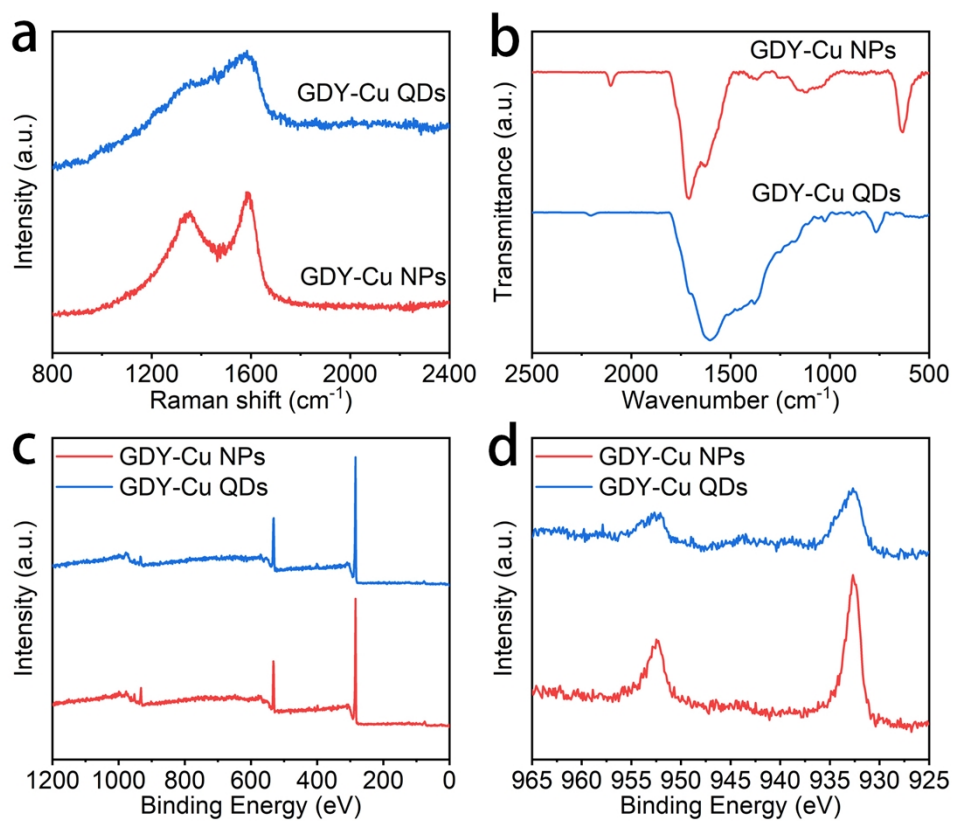 a
GDY-Cu QDs
GDY-Cu NPs
Intensity (a.u.)
800 1200 1600 2000 2400
Raman shift (cm⁻¹)
b
GDY-Cu NPs
GDY-Cu QDs
Transmittance (a.u.)
2500 2000 1500 1000 500
Wavenumber (cm⁻¹)
c
GDY-Cu NPs
GDY-Cu QDs
Intensity (a.u.)
1200 1000 800 600 400 200 0
Binding Energy (eV)
d
GDY-Cu NPs
GDY-Cu QDs
Intensity (a.u.)
965 960 955 950 945 940 935 930 925
Binding Energy (eV)